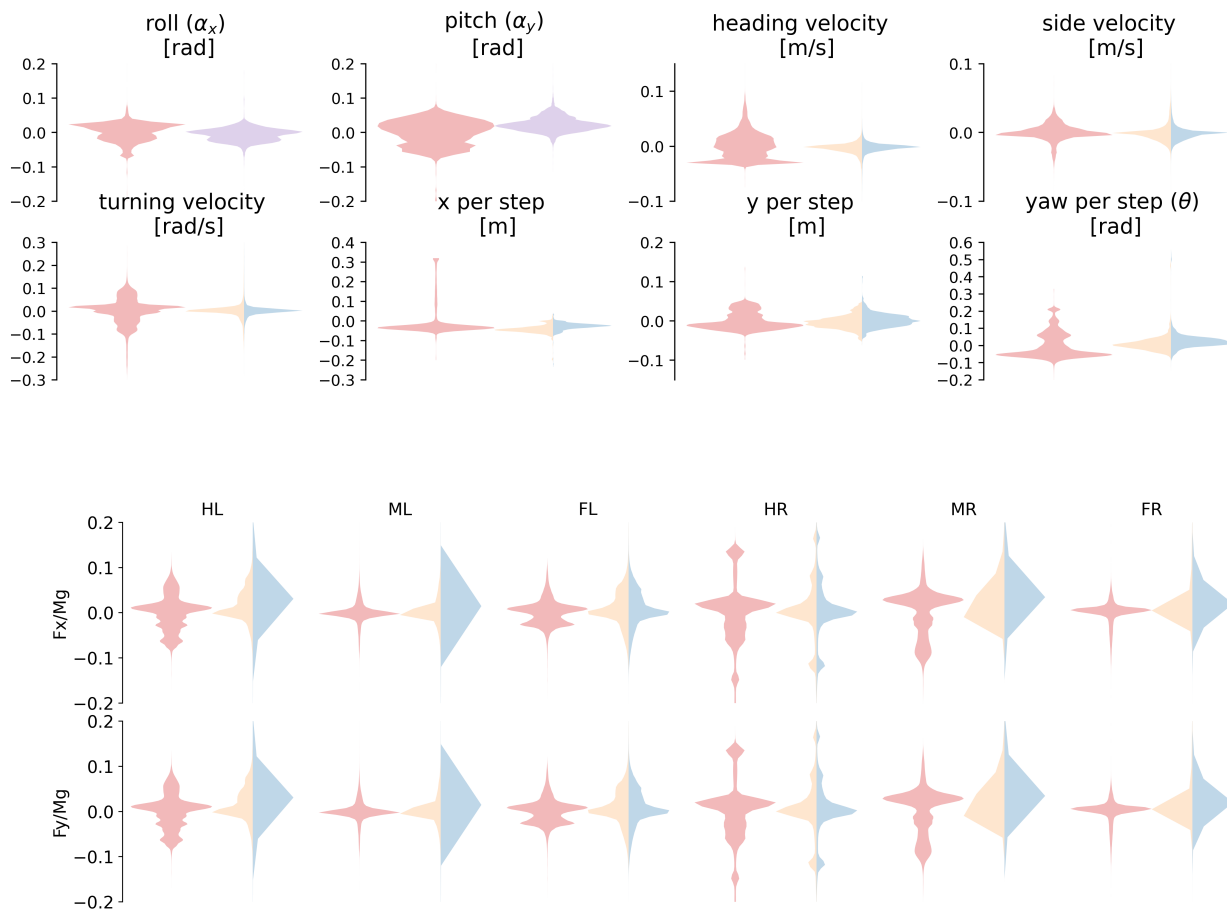 roll (αₓ)
[rad]
pitch (αᵧ)
[rad]
heading velocity
[m/s]
side velocity
[m/s]
0.2
0.1
0.0
−0.1
−0.2
0.2
0.1
0.0
−0.1
−0.2
0.1
0.0
−0.1
0.1
0.0
−0.1
turning velocity
[rad/s]
x per step
[m]
y per step
[m]
yaw per step (θ)
[rad]
0.3
0.2
0.1
0.0
−0.1
−0.2
−0.3
0.4
0.3
0.2
0.1
0.0
−0.1
−0.2
−0.3
0.2
0.1
0.0
−0.1
0.6
0.5
0.4
0.3
0.2
0.1
0.0
−0.1
−0.2
HL ML FL HR MR FR
Fx/Mg
0.2
0.1
0.0
−0.1
−0.2
Fy/Mg
0.2
0.1
0.0
−0.1
−0.2